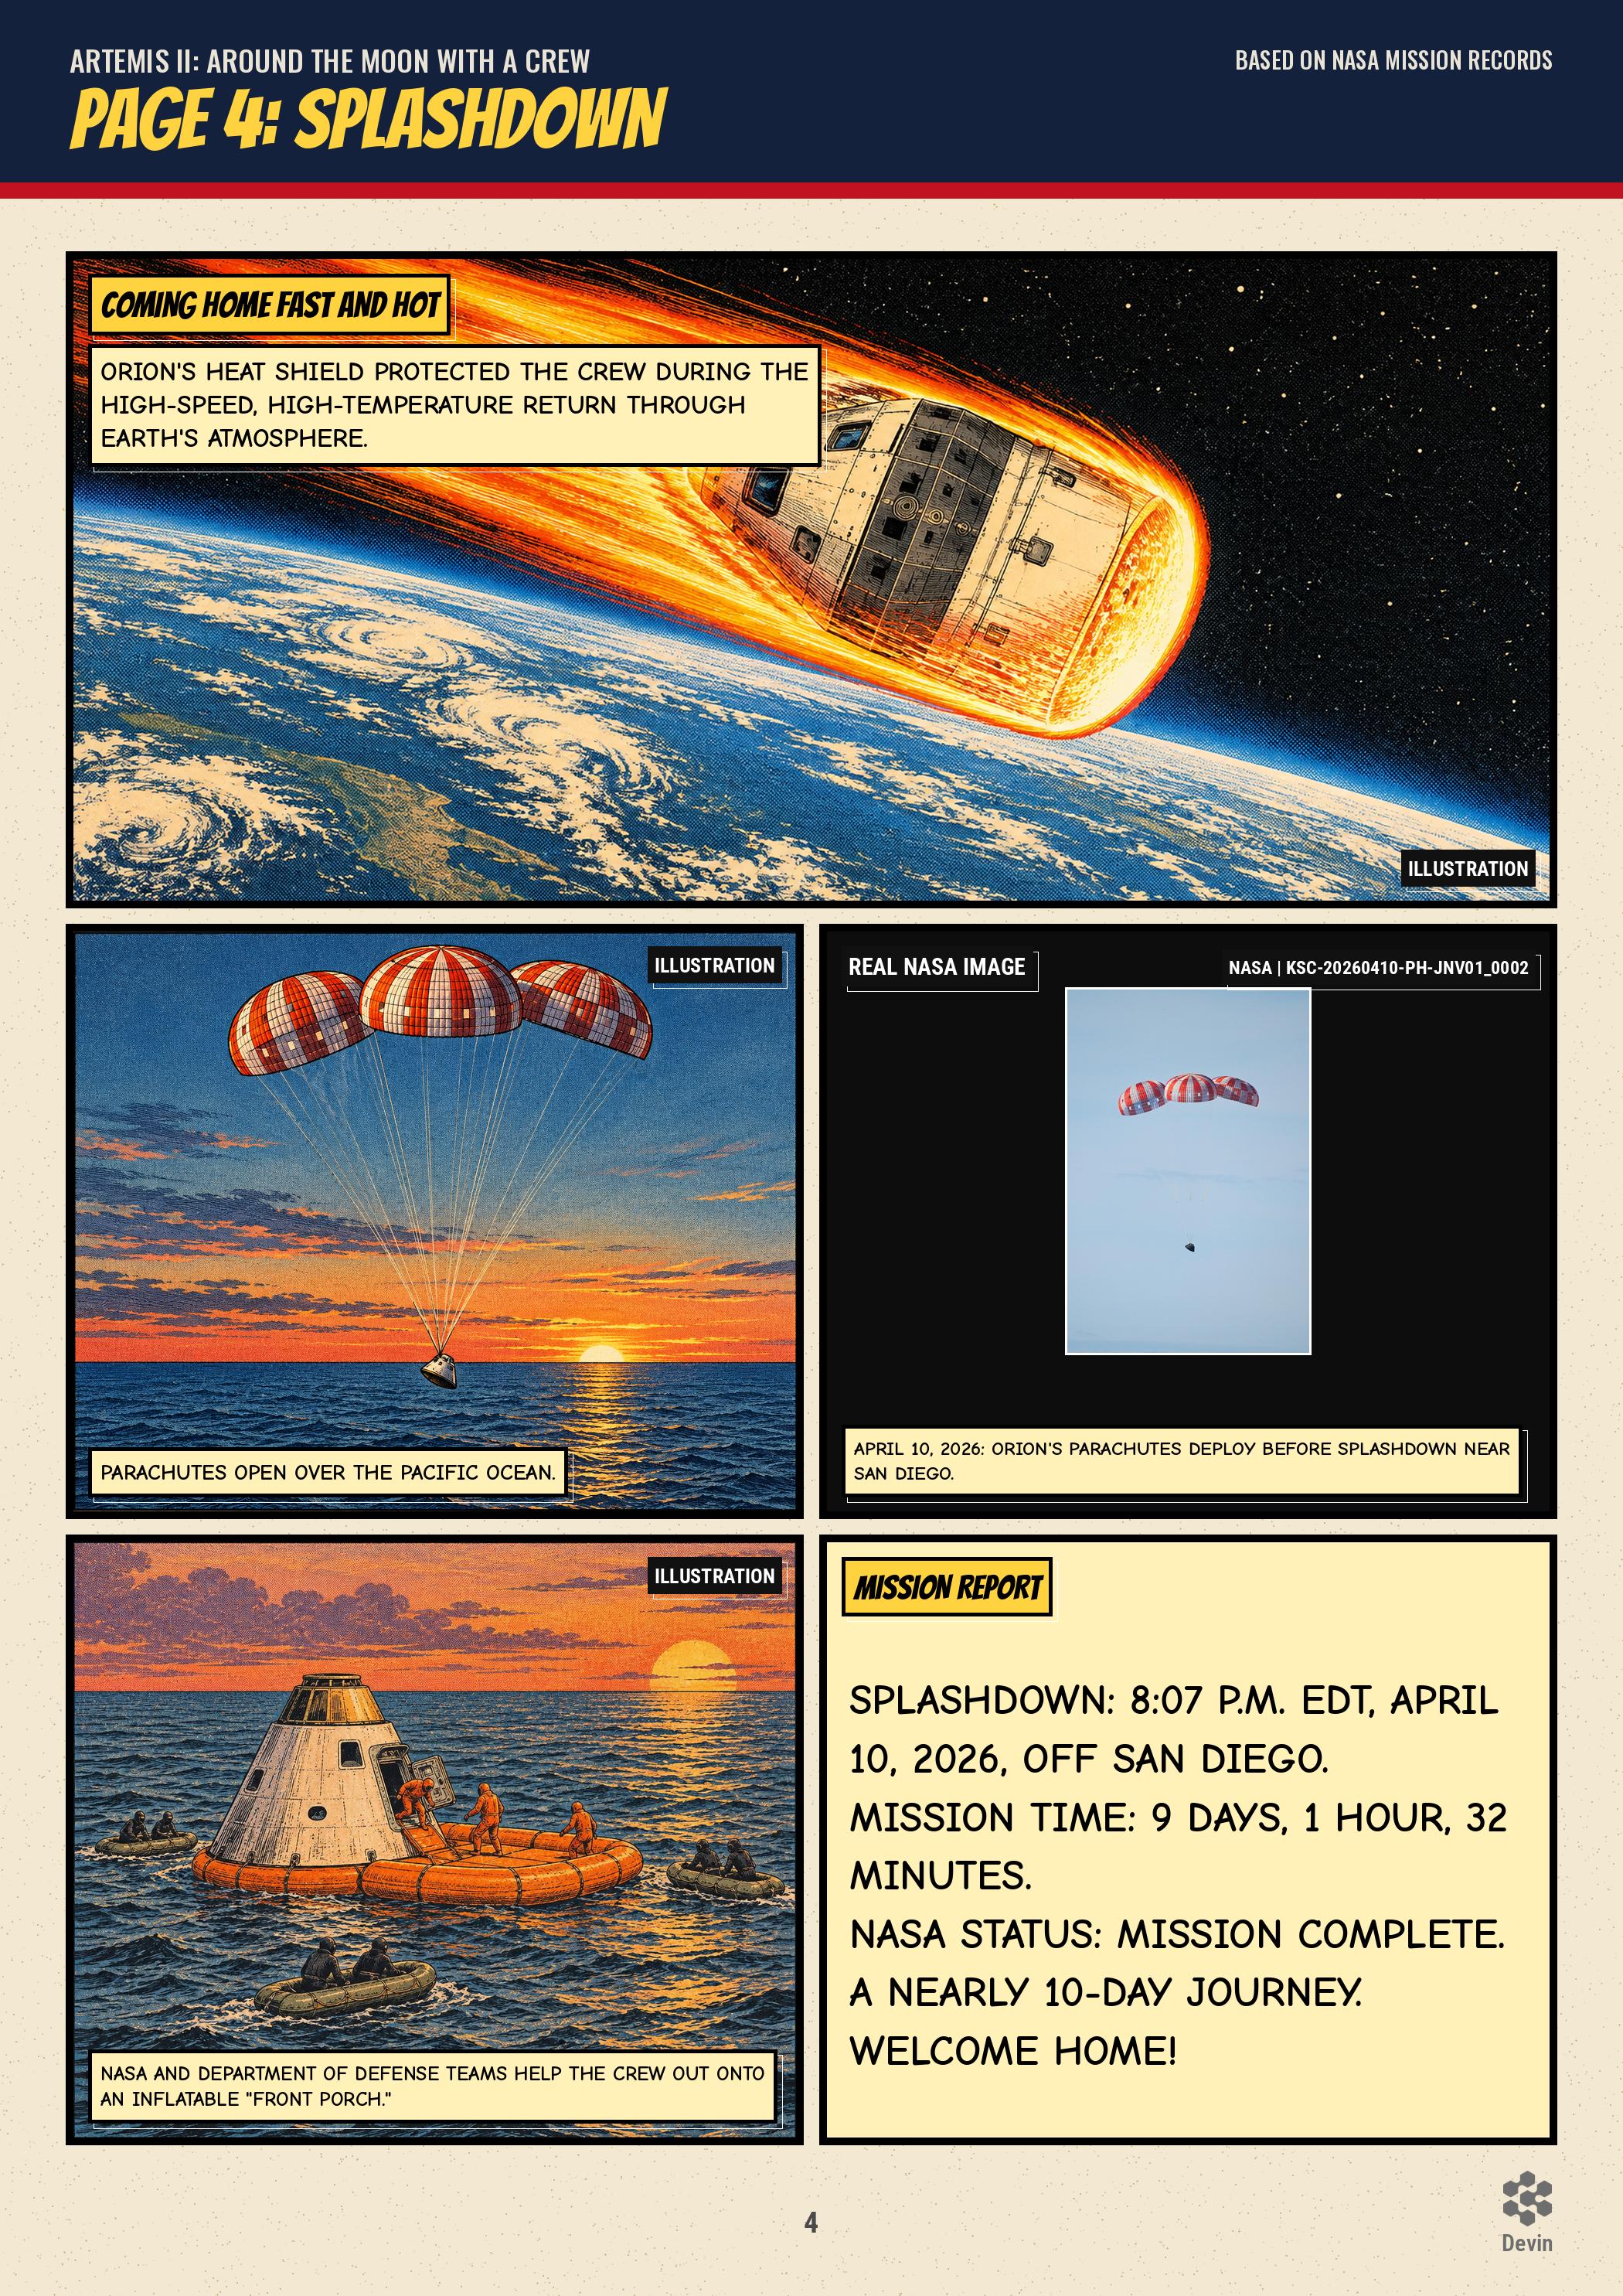 ARTEMIS II: AROUND THE MOON WITH A CREW
BASED ON NASA MISSION RECORDS
PAGE 4: SPLASHDOWN
COMING HOME FAST AND HOT
ORION'S HEAT SHIELD PROTECTED THE CREW DURING THE
HIGH-SPEED, HIGH-TEMPERATURE RETURN THROUGH
EARTH'S ATMOSPHERE.
ILLUSTRATION
ILLUSTRATION
PARACHUTES OPEN OVER THE PACIFIC OCEAN.
REAL NASA IMAGE
NASA | KSC-20260410-PH-JNV01_0002
APRIL 10, 2026: ORION'S PARACHUTES DEPLOY BEFORE SPLASHDOWN NEAR
SAN DIEGO.
ILLUSTRATION
NASA AND DEPARTMENT OF DEFENSE TEAMS HELP THE CREW OUT ONTO
AN INFLATABLE "FRONT PORCH."
MISSION REPORT
SPLASHDOWN: 8:07 P.M. EDT, APRIL
10, 2026, OFF SAN DIEGO.
MISSION TIME: 9 DAYS, 1 HOUR, 32
MINUTES.
NASA STATUS: MISSION COMPLETE.
A NEARLY 10-DAY JOURNEY.
WELCOME HOME!
4
Devin